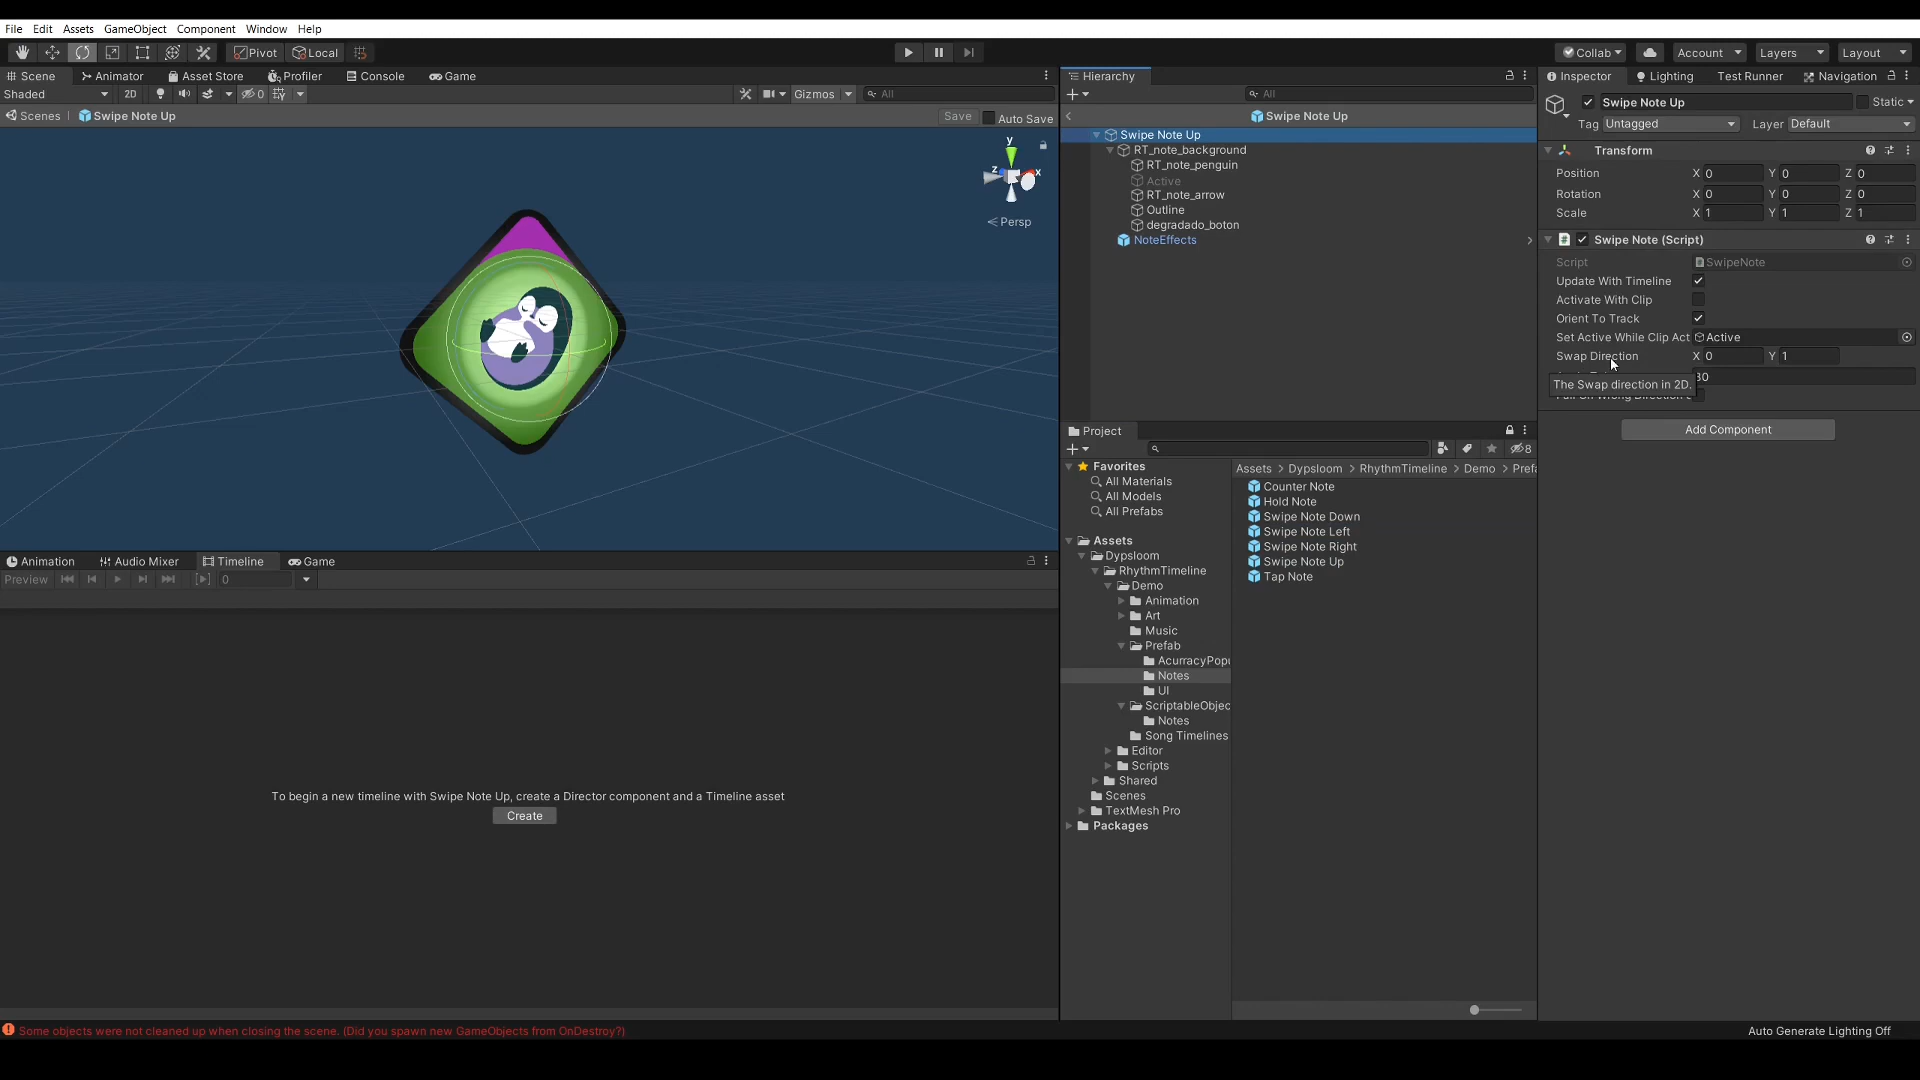 File Edit Assets GameObject Component Window Help
Pivot Local Collab Account Layers Layout
Scene Animator Asset Store Profiler Console Game
Shaded 2D 0 Gizmos All
Scenes Swipe Note Up Save Auto Save
y
z x
Persp
Animation Audio Mixer Timeline Game
Preview 0
To begin a new timeline with Swipe Note Up, create a Director component and a Timeline asset
Create
Hierarchy
All
Swipe Note Up
Swipe Note Up
RT_note_background
RT_note_penguin
Active
RT_note_arrow
Outline
degradado_boton
NoteEffects
Project
8
Favorites
All Materials
All Models
All Prefabs
Assets
Dypsloom
RhythmTimeline
Demo
Animation
Art
Music
Prefab
AcurracyPopu
Notes
UI
ScriptableObjec
Notes
Song Timelines
Editor
Scripts
Shared
Scenes
TextMesh Pro
Packages
Assets > Dypsloom > RhythmTimeline > Demo > Prefa
Counter Note
Hold Note
Swipe Note Down
Swipe Note Left
Swipe Note Right
Swipe Note Up
Tap Note
Inspector Lighting Test Runner Navigation
Swipe Note Up Static
Tag Untagged Layer Default
Transform
Position X 0 Y 0 Z 0
Rotation X 0 Y 0 Z 0
Scale X 1 Y 1 Z 1
Swipe Note (Script)
Script SwipeNote
Update With Timeline
Activate With Clip
Orient To Track
Set Active While Clip Act Active
Swap Direction X 0 Y 1
The Swap direction in 2D. 30
Add Component
Some objects were not cleaned up when closing the scene. (Did you spawn new GameObjects from OnDestroy?)
Auto Generate Lighting Off